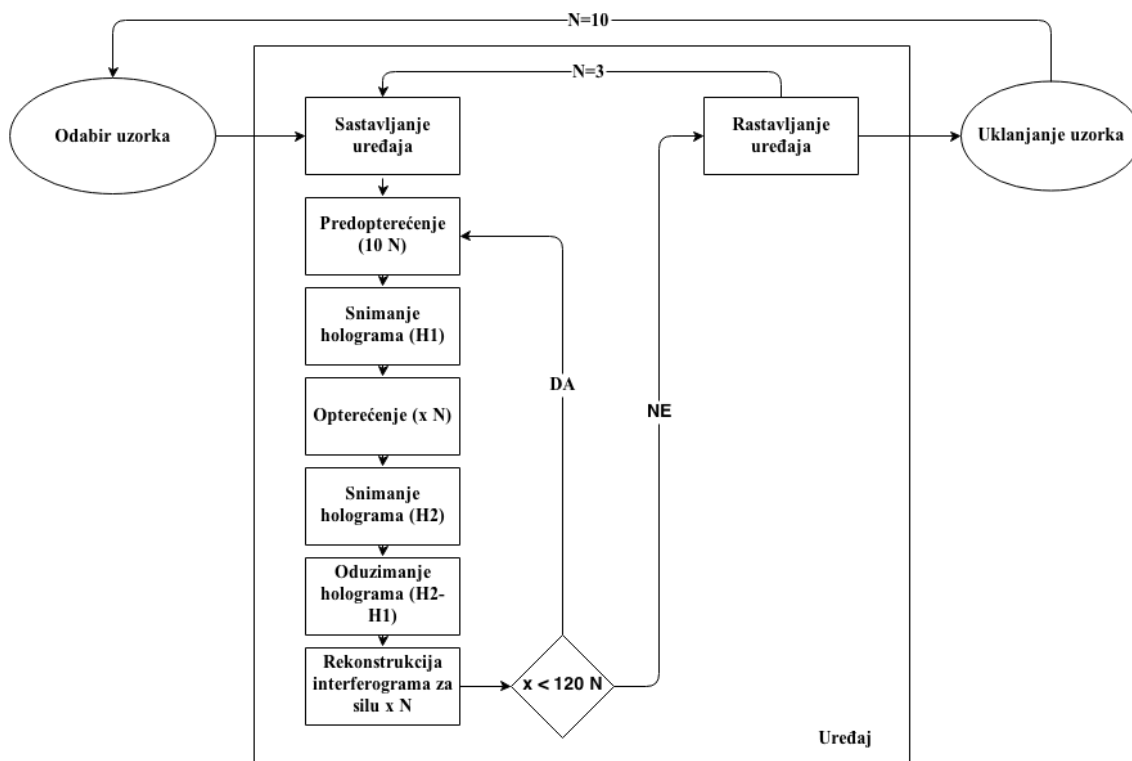 N=10
N=3
Odabir uzorka
Sastavljanje
uređaja
Rastavljanje
uređaja
Uklanjanje uzorka
Predopterećenje
(10 N)
Snimanje
holograma (H1)
DA
NE
Opterećenje (x N)
Snimanje
holograma (H2)
Oduzimanje
holograma (H2-
H1)
Rekonstrukcija
interferograma za
silu x N
x < 120 N
Uređaj